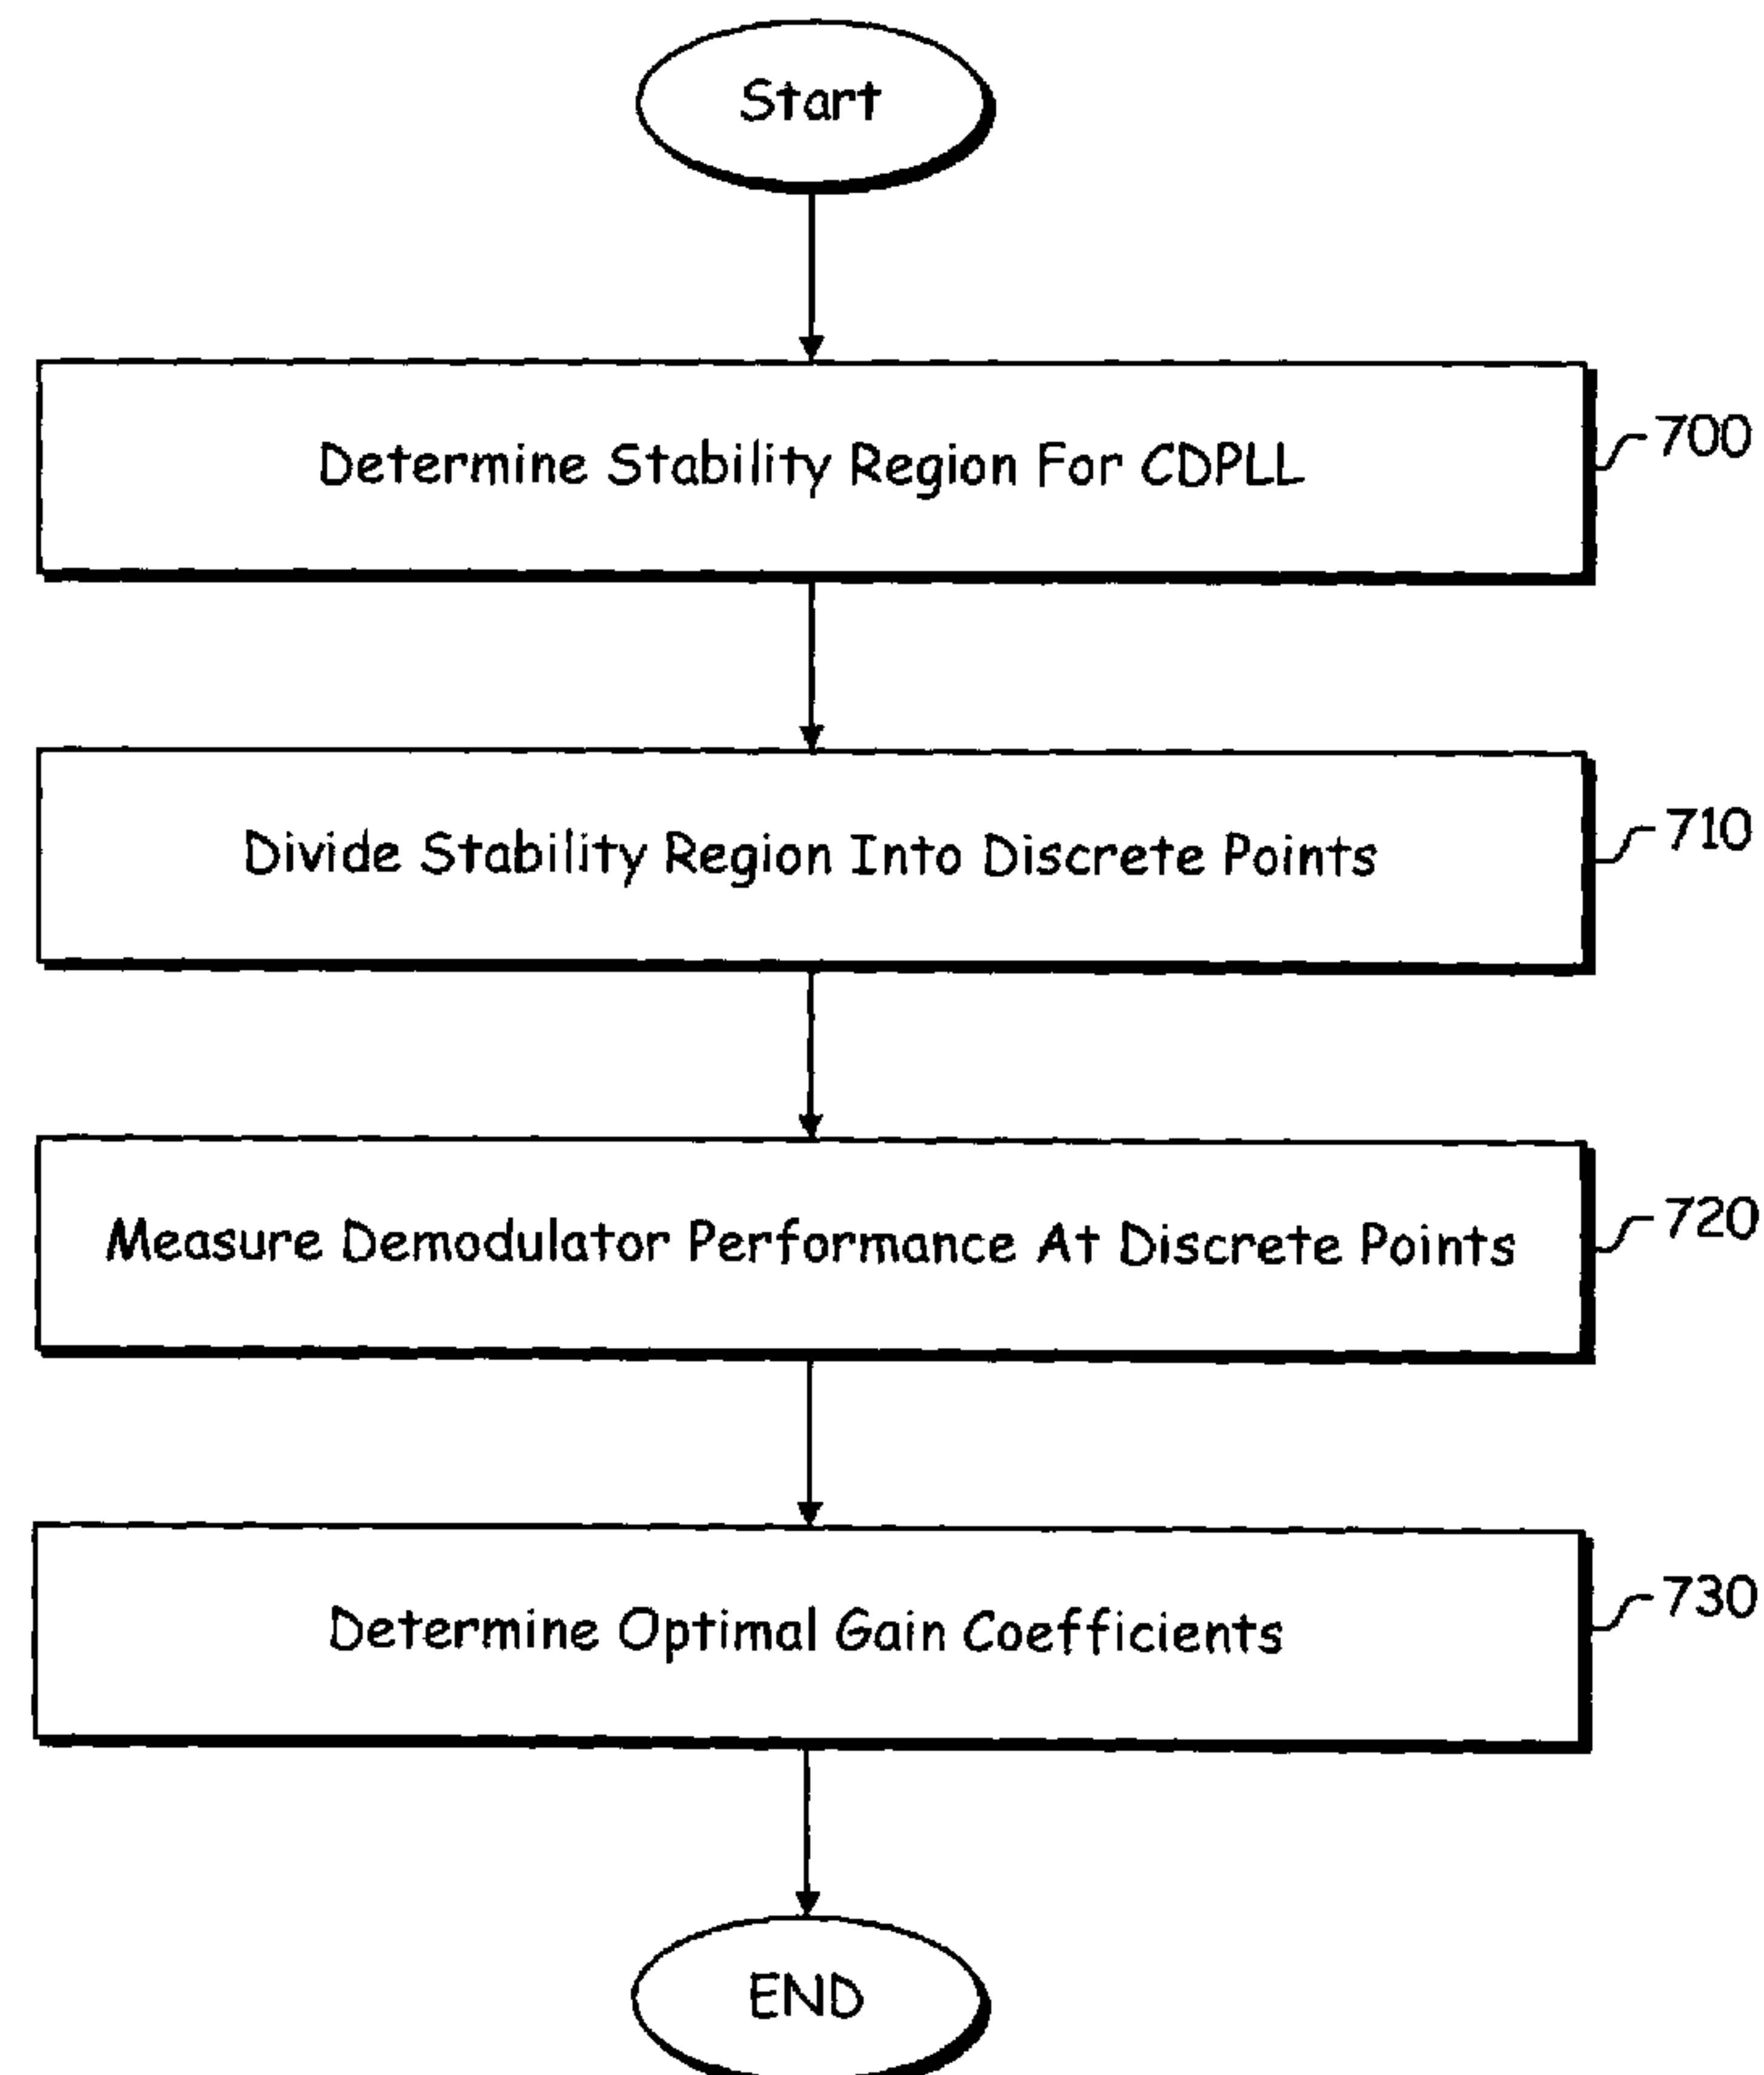 Start
Determine Stability Region For CDPLL
700
Divide Stability Region Into Discrete Points
710
Measure Demodulator Performance At Discrete Points
720
Determine Optimal Gain Coefficients
730
END